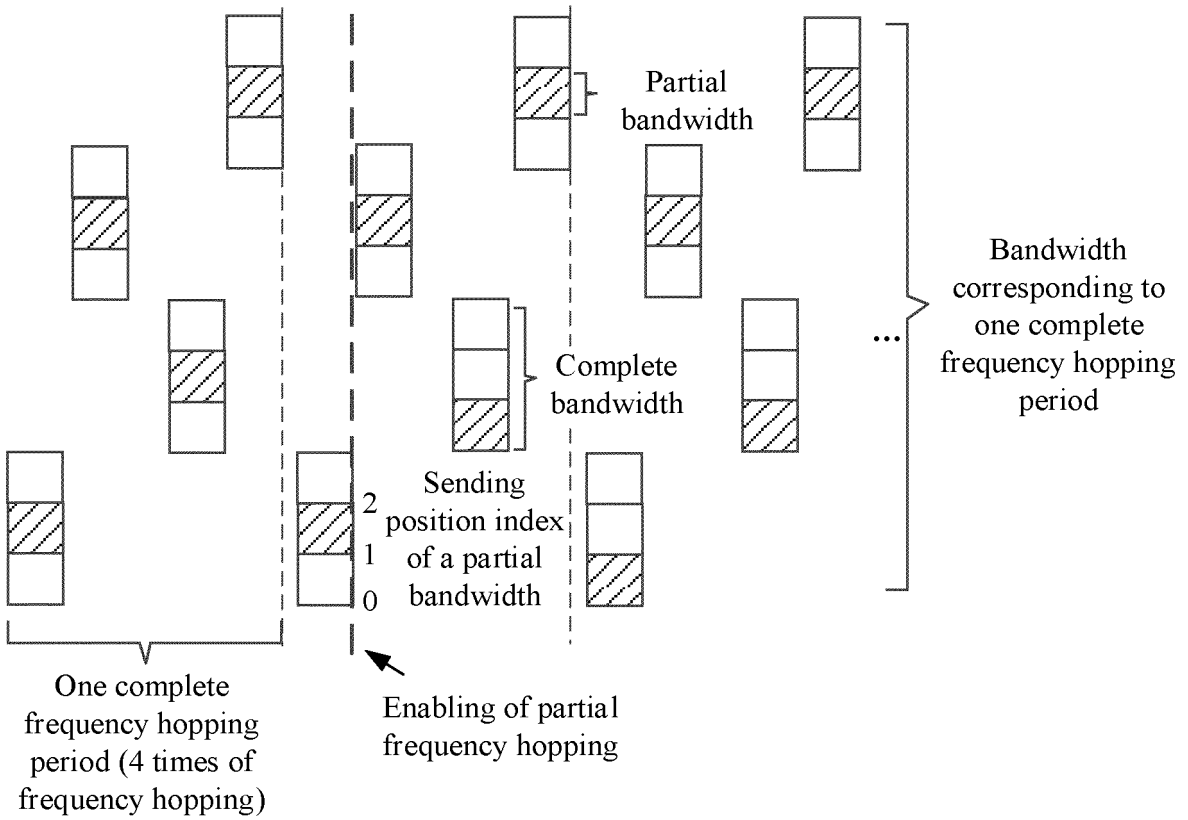 Partial
bandwidth
Bandwidth
corresponding to
one complete
frequency hopping
period
...
Complete
bandwidth
Sending
position index
of a partial
bandwidth
2
1
0
One complete
frequency hopping
period (4 times of
frequency hopping)
Enabling of partial
frequency hopping